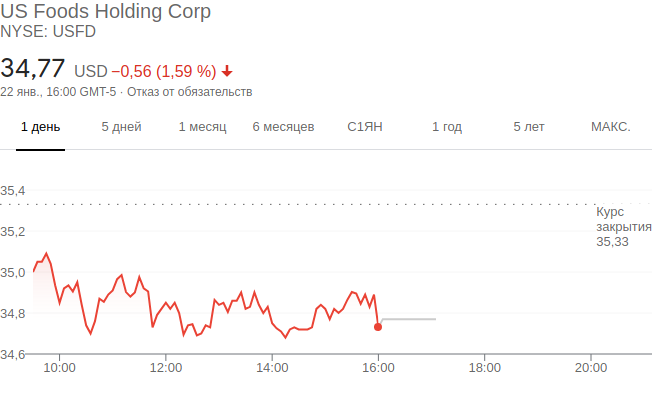 US Foods Holding Corp
NYSE: USFD
34,77 USD −0,56 (1,59 %)
22 янв., 16:00 GMT-5 · Отказ от обязательств
1 день 5 дней 1 месяц 6 месяцев С1ЯН 1 год 5 лет МАКС.
35,4
Курс
закрытия
35,33
35,2
35,0
34,8
34,6
10:00 12:00 14:00 16:00 18:00 20:00